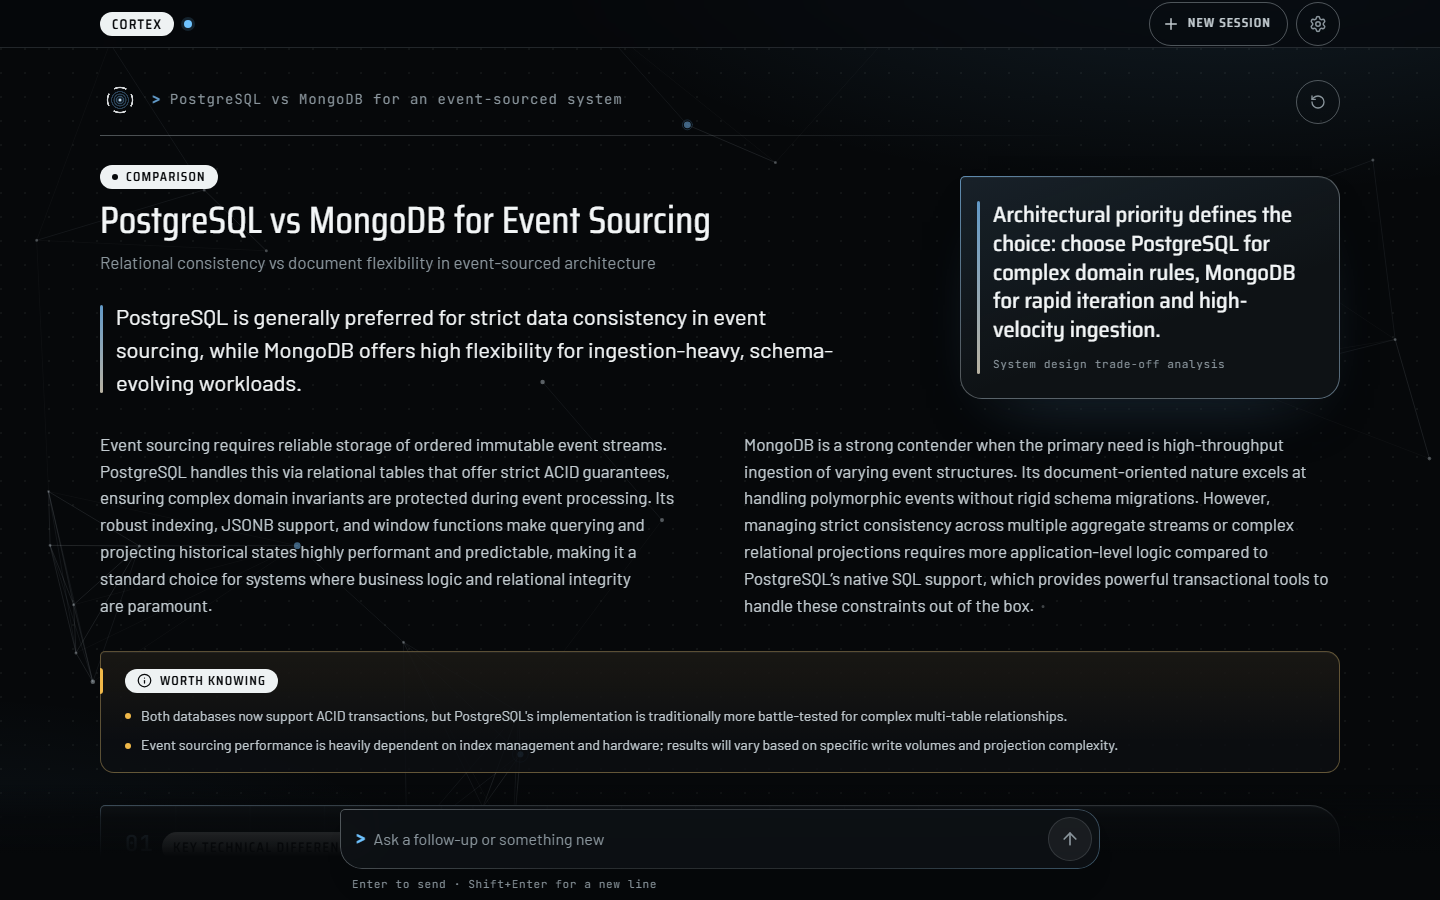 CORTEX
NEW SESSION
> PostgreSQL vs MongoDB for an event-sourced system
COMPARISON
PostgreSQL vs MongoDB for Event Sourcing
Relational consistency vs document flexibility in event-sourced architecture
PostgreSQL is generally preferred for strict data consistency in event
sourcing, while MongoDB offers high flexibility for ingestion-heavy, schema-
evolving workloads.
Architectural priority defines the
choice: choose PostgreSQL for
complex domain rules, MongoDB
for rapid iteration and high-
velocity ingestion.
System design trade-off analysis
Event sourcing requires reliable storage of ordered immutable event streams.
PostgreSQL handles this via relational tables that offer strict ACID guarantees,
ensuring complex domain invariants are protected during event processing. Its
robust indexing, JSONB support, and window functions make querying and
projecting historical states highly performant and predictable, making it a
standard choice for systems where business logic and relational integrity
are paramount.
MongoDB is a strong contender when the primary need is high-throughput
ingestion of varying event structures. Its document-oriented nature excels at
handling polymorphic events without rigid schema migrations. However,
managing strict consistency across multiple aggregate streams or complex
relational projections requires more application-level logic compared to
PostgreSQL's native SQL support, which provides powerful transactional tools to
handle these constraints out of the box.
WORTH KNOWING
Both databases now support ACID transactions, but PostgreSQL's implementation is traditionally more battle-tested for complex multi-table relationships.
Event sourcing performance is heavily dependent on index management and hardware; results will vary based on specific write volumes and projection complexity.
01 KEY TECHNICAL
> Ask a follow-up or something new
Enter to send · Shift+Enter for a new line